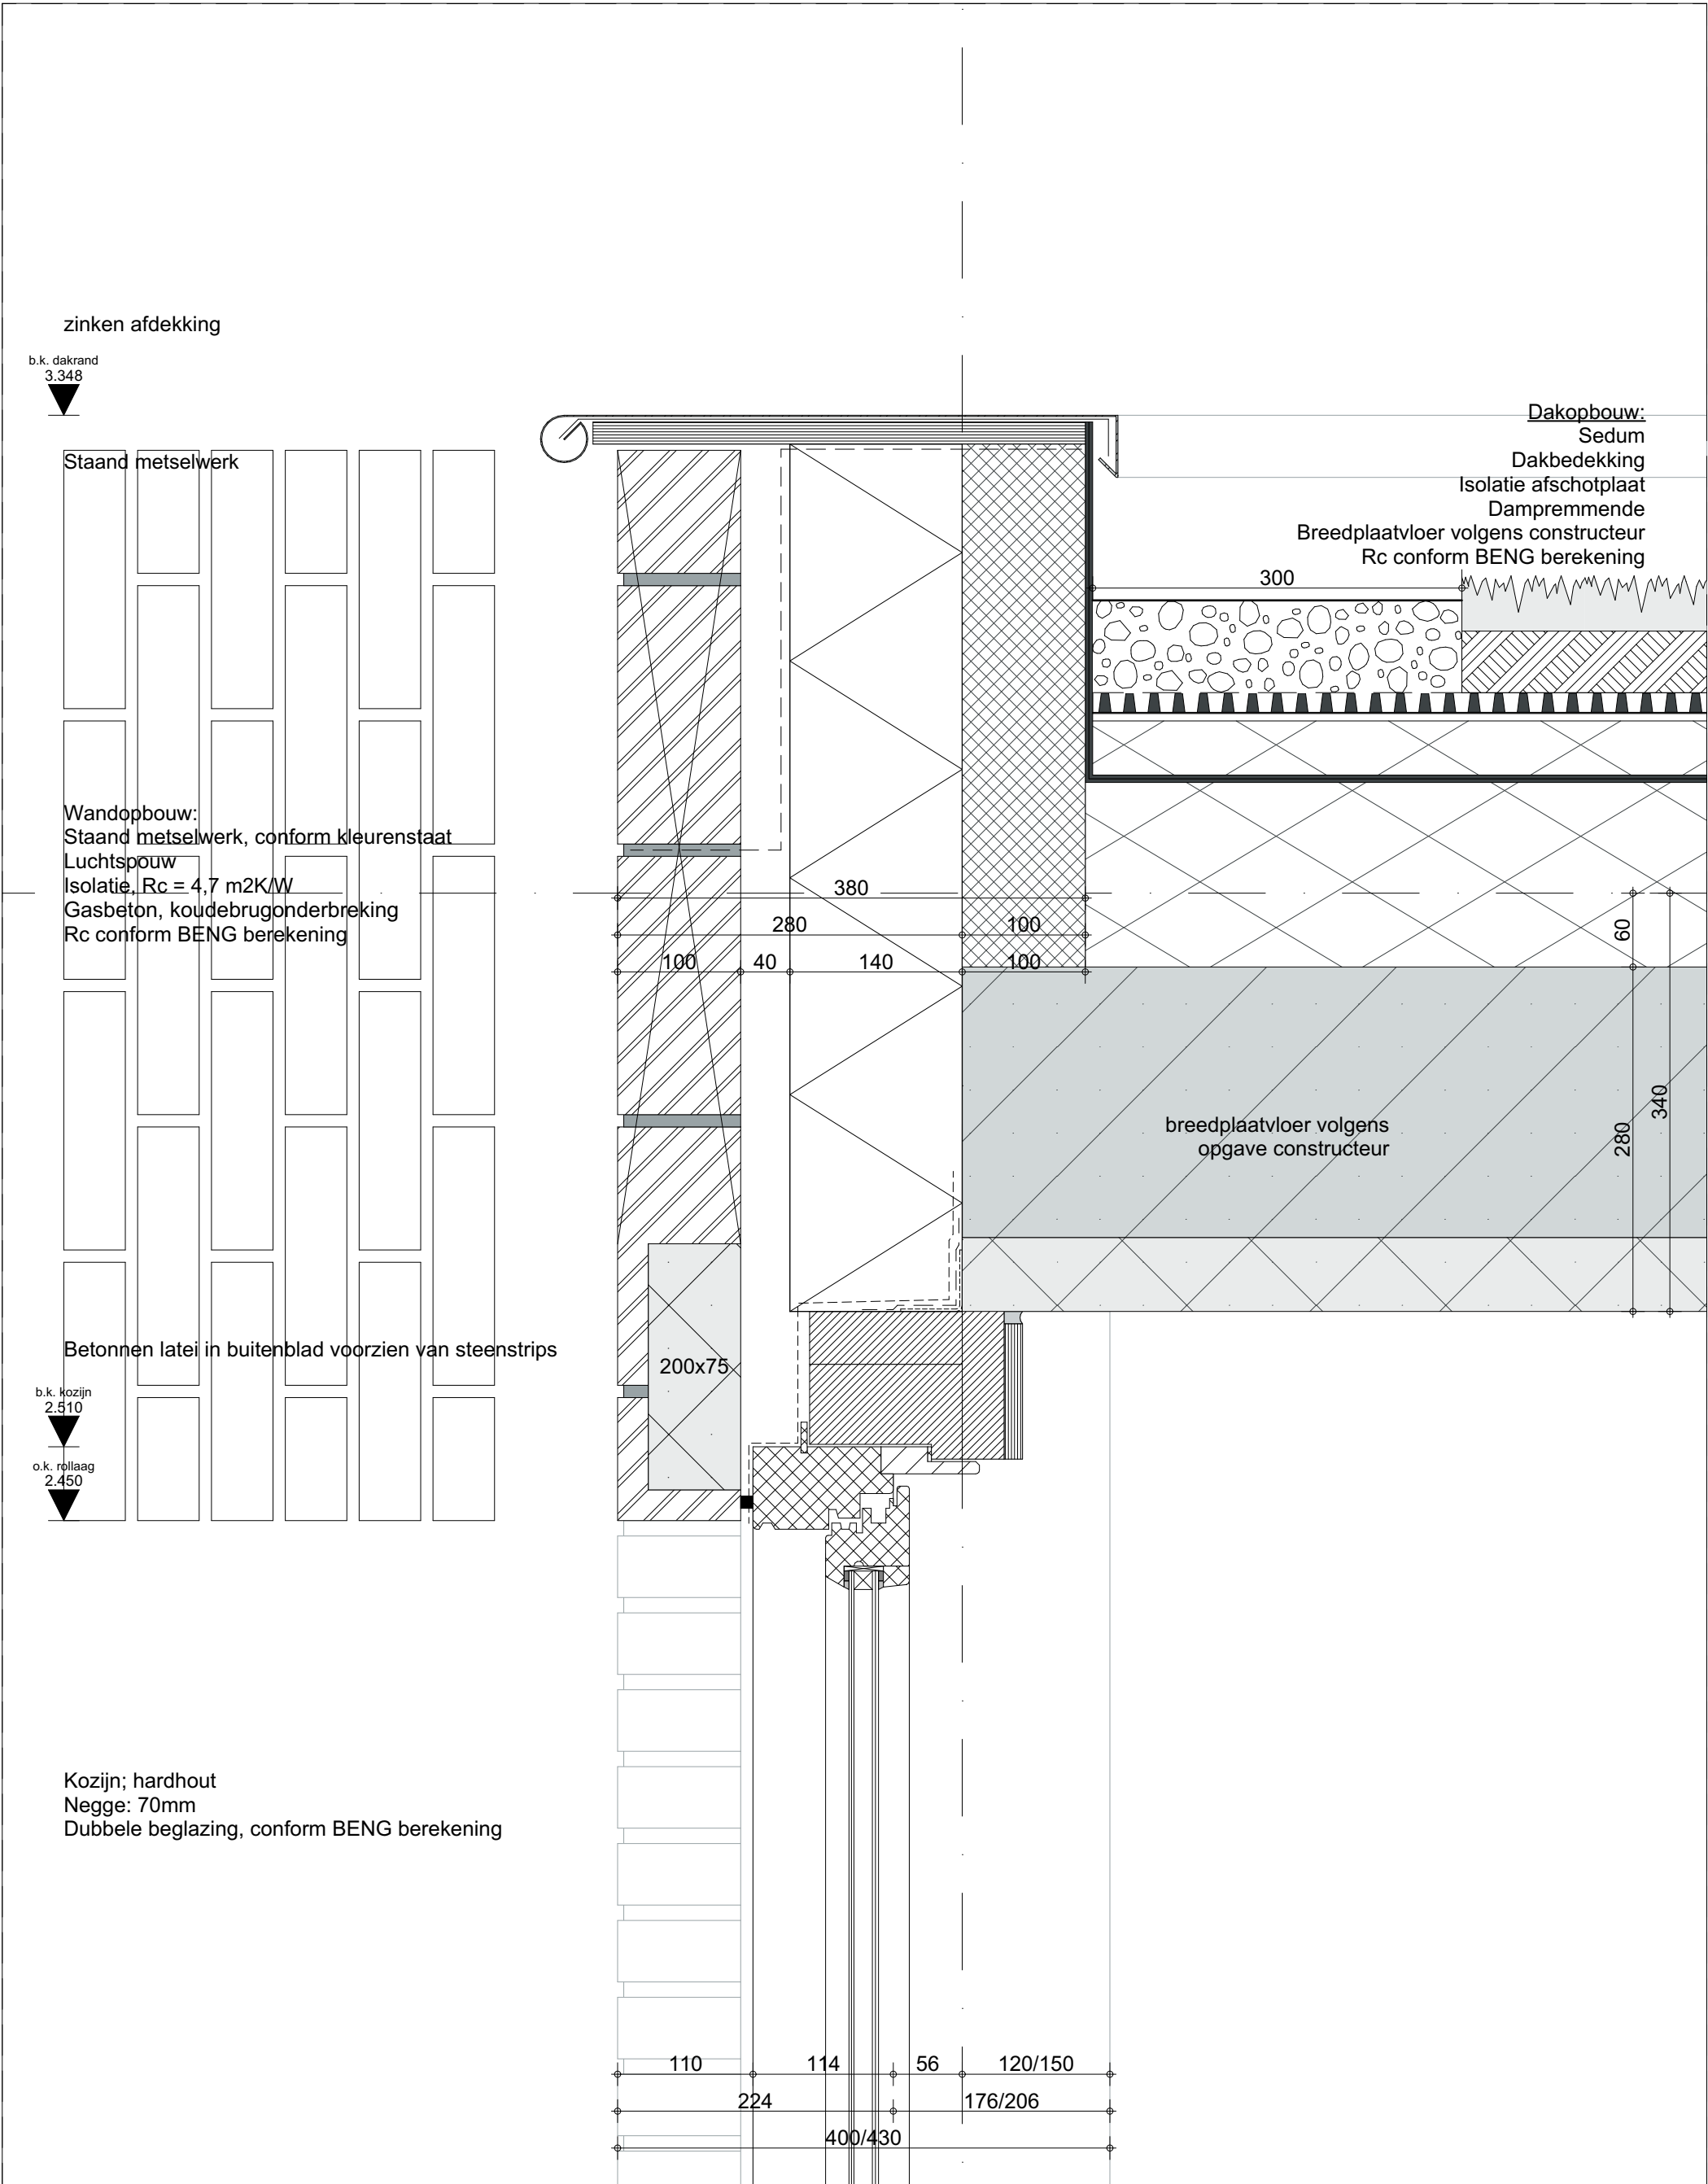 zinken afdekking
b.k. dakrand
3.348
Staand metselwerk
Dakopbouw:
Sedum
Dakbedekking
Isolatie afschotplaat
Dampremmende
Breedplaatvloer volgens constructeur
Rc conform BENG berekening
300
Wandopbouw:
Staand metselwerk, conform kleurenstaat
Luchtspouw
Isolatie, Rc = 4,7 m2K/W
Gasbeton, koudebrugonderbreking
Rc conform BENG berekening
380
280 100
100 40 140 100
60
340
280
breedplaatvloer volgens
opgave constructeur
Betonnen latei in buitenblad voorzien van steenstrips
200x75
b.k. kozijn
2.510
o.k. rollaag
2.450
Kozijn; hardhout
Negge: 70mm
Dubbele beglazing, conform BENG berekening
110 114 56 120/150
224 176/206
400/430